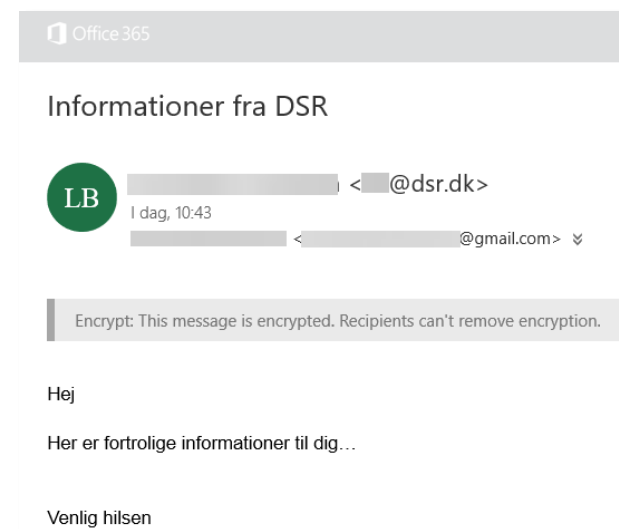 Office 365
Informationer fra DSR
LB
< @dsr.dk>
I dag, 10:43
< @gmail.com>
Encrypt: This message is encrypted. Recipients can't remove encryption.
Hej
Her er fortrolige informationer til dig…
Venlig hilsen